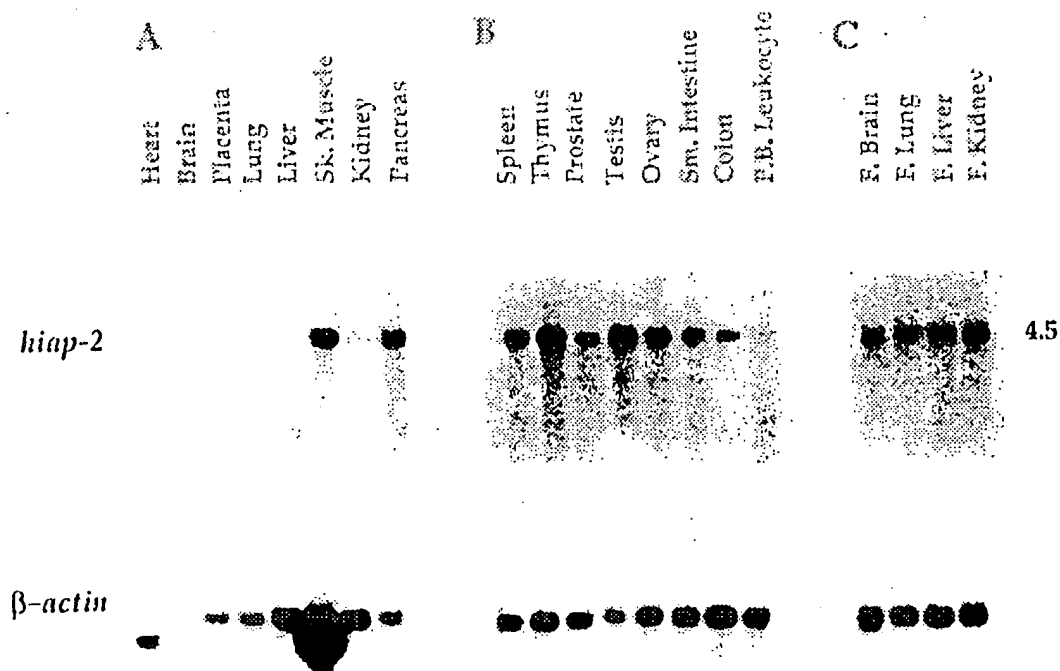 A
B
C
Heart
Brain
Placenta
Lung
Liver
Sk. Muscle
Kidney
Pancreas
Spleen
Thymus
Prostate
Testis
Ovary
Sm. Intestine
Colon
P.B. Leukocyte
F. Brain
F. Lung
F. Liver
F. Kidney
hiap-2
4.5
β-actin